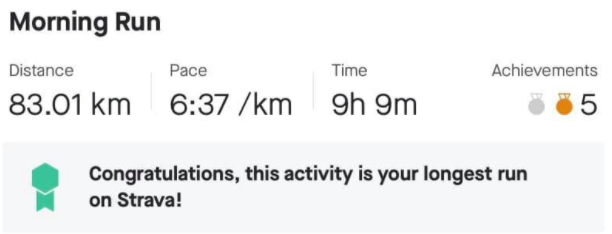 Morning Run
Distance Pace Time Achievements
83.01 km 6:37 /km 9h 9m 5
Congratulations, this activity is your longest run
on Strava!